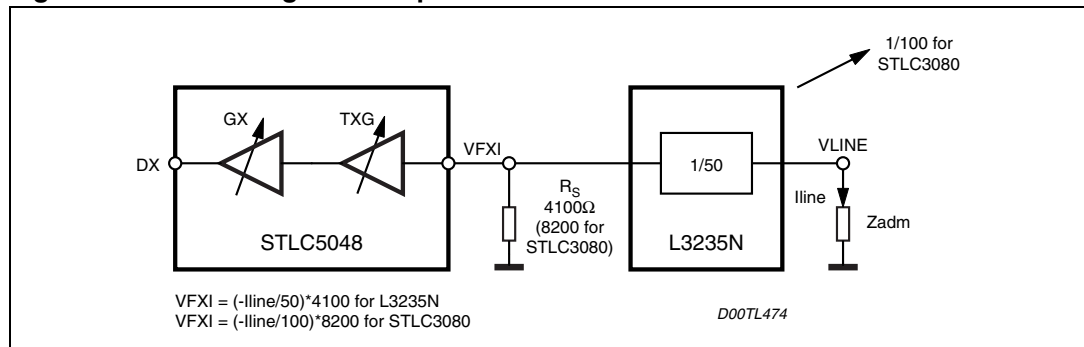 1/100 for
STLC3080
GX
TXG
DX
VFXI
VLINE
1/50
Iline
RS
4100Ω
(8200 for
STLC3080)
Zadm
STLC5048
L3235N
VFXI = (-Iline/50)*4100 for L3235N
VFXI = (-Iline/100)*8200 for STLC3080
D00TL474